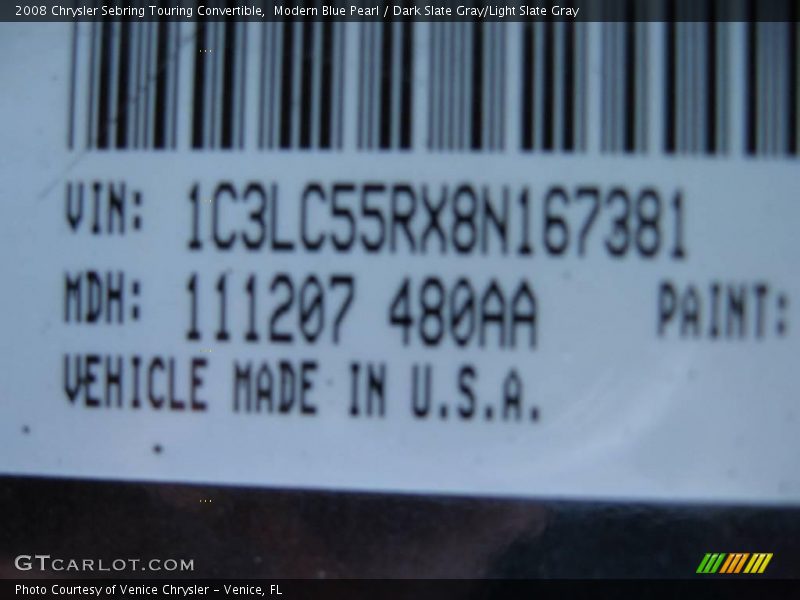 2008 Chrysler Sebring Touring Convertible, Modern Blue Pearl / Dark Slate Gray/Light Slate Gray
VIN: 1C3LC55RX8N167381
MDH: 111207 480AA PAINT:
VEHICLE MADE IN U.S.A.
GTCARLOT.COM
Photo Courtesy of Venice Chrysler - Venice, FL